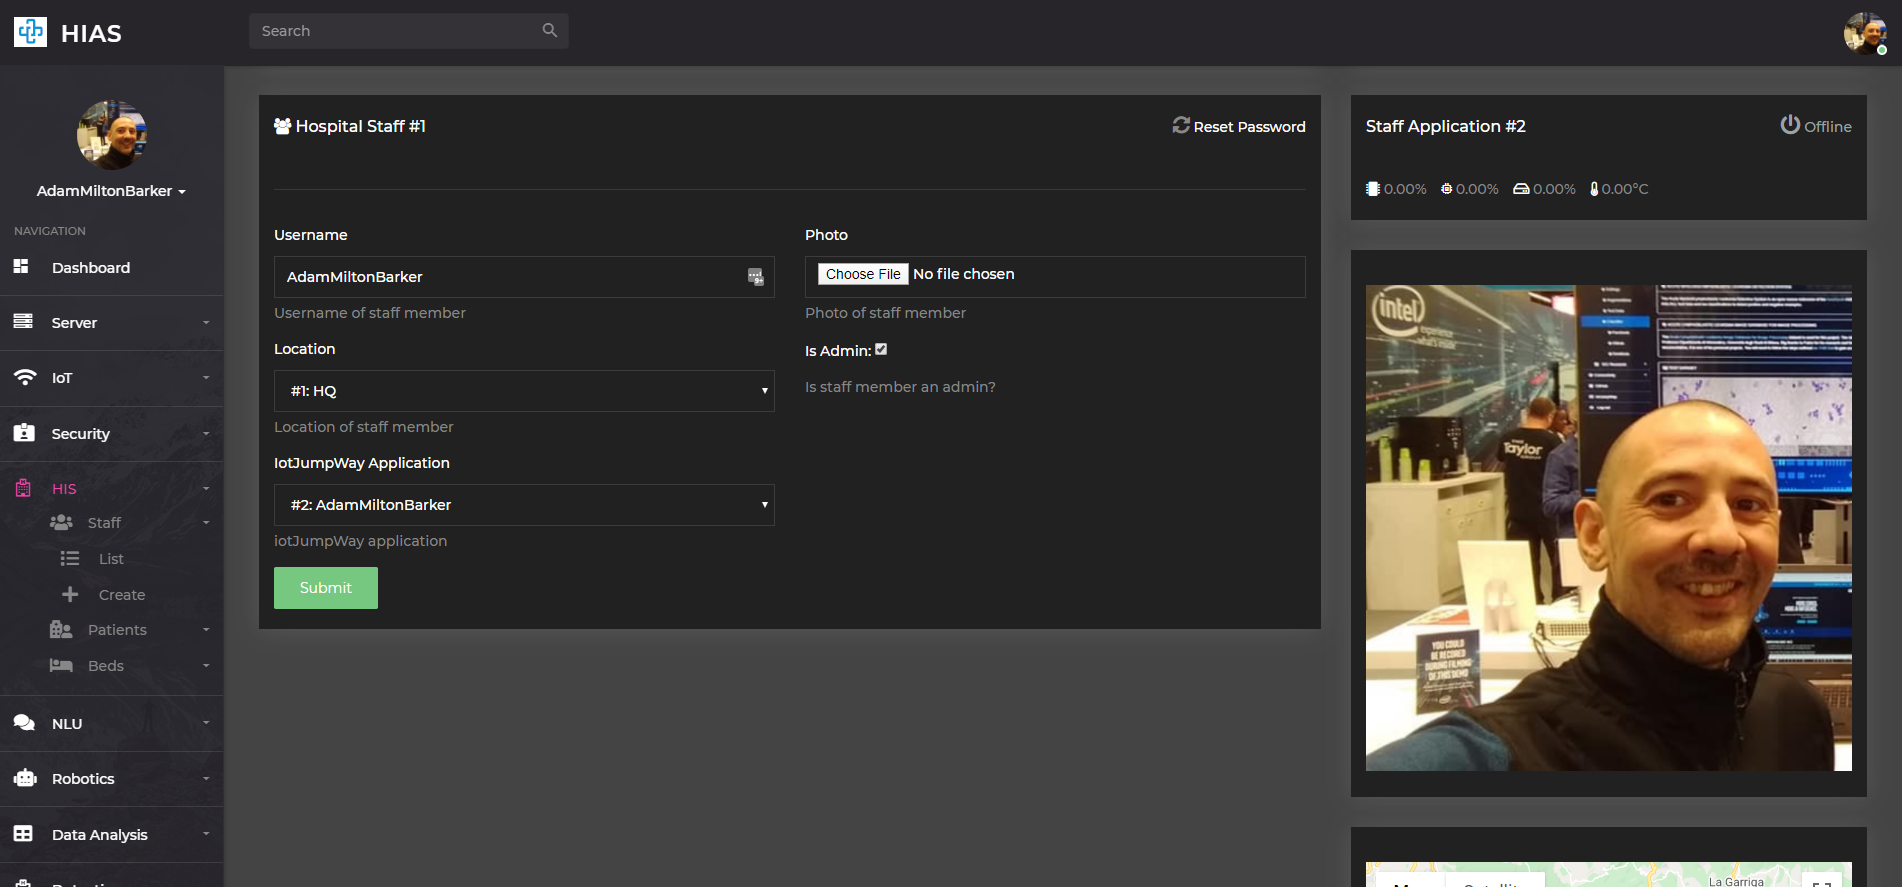 HIAS
Search
AdamMiltonBarker
NAVIGATION
Dashboard
Server
IoT
Security
HIS
Staff
List
Create
Patients
Beds
NLU
Robotics
Data Analysis
Hospital Staff #1
Reset Password
Username
AdamMiltonBarker
Username of staff member
Location
#1: HQ
Location of staff member
IotJumpWay Application
#2: AdamMiltonBarker
iotJumpWay application
Submit
Photo
Choose File No file chosen
Photo of staff member
Is Admin:
Is staff member an admin?
Staff Application #2
Offline
0.00% 0.00% 0.00% 0.00°C
intel
experience
what's inside
Taylor
YOU COULD
BE RECORED
DURING FILMING
OF THIS DEMO
La Garriga